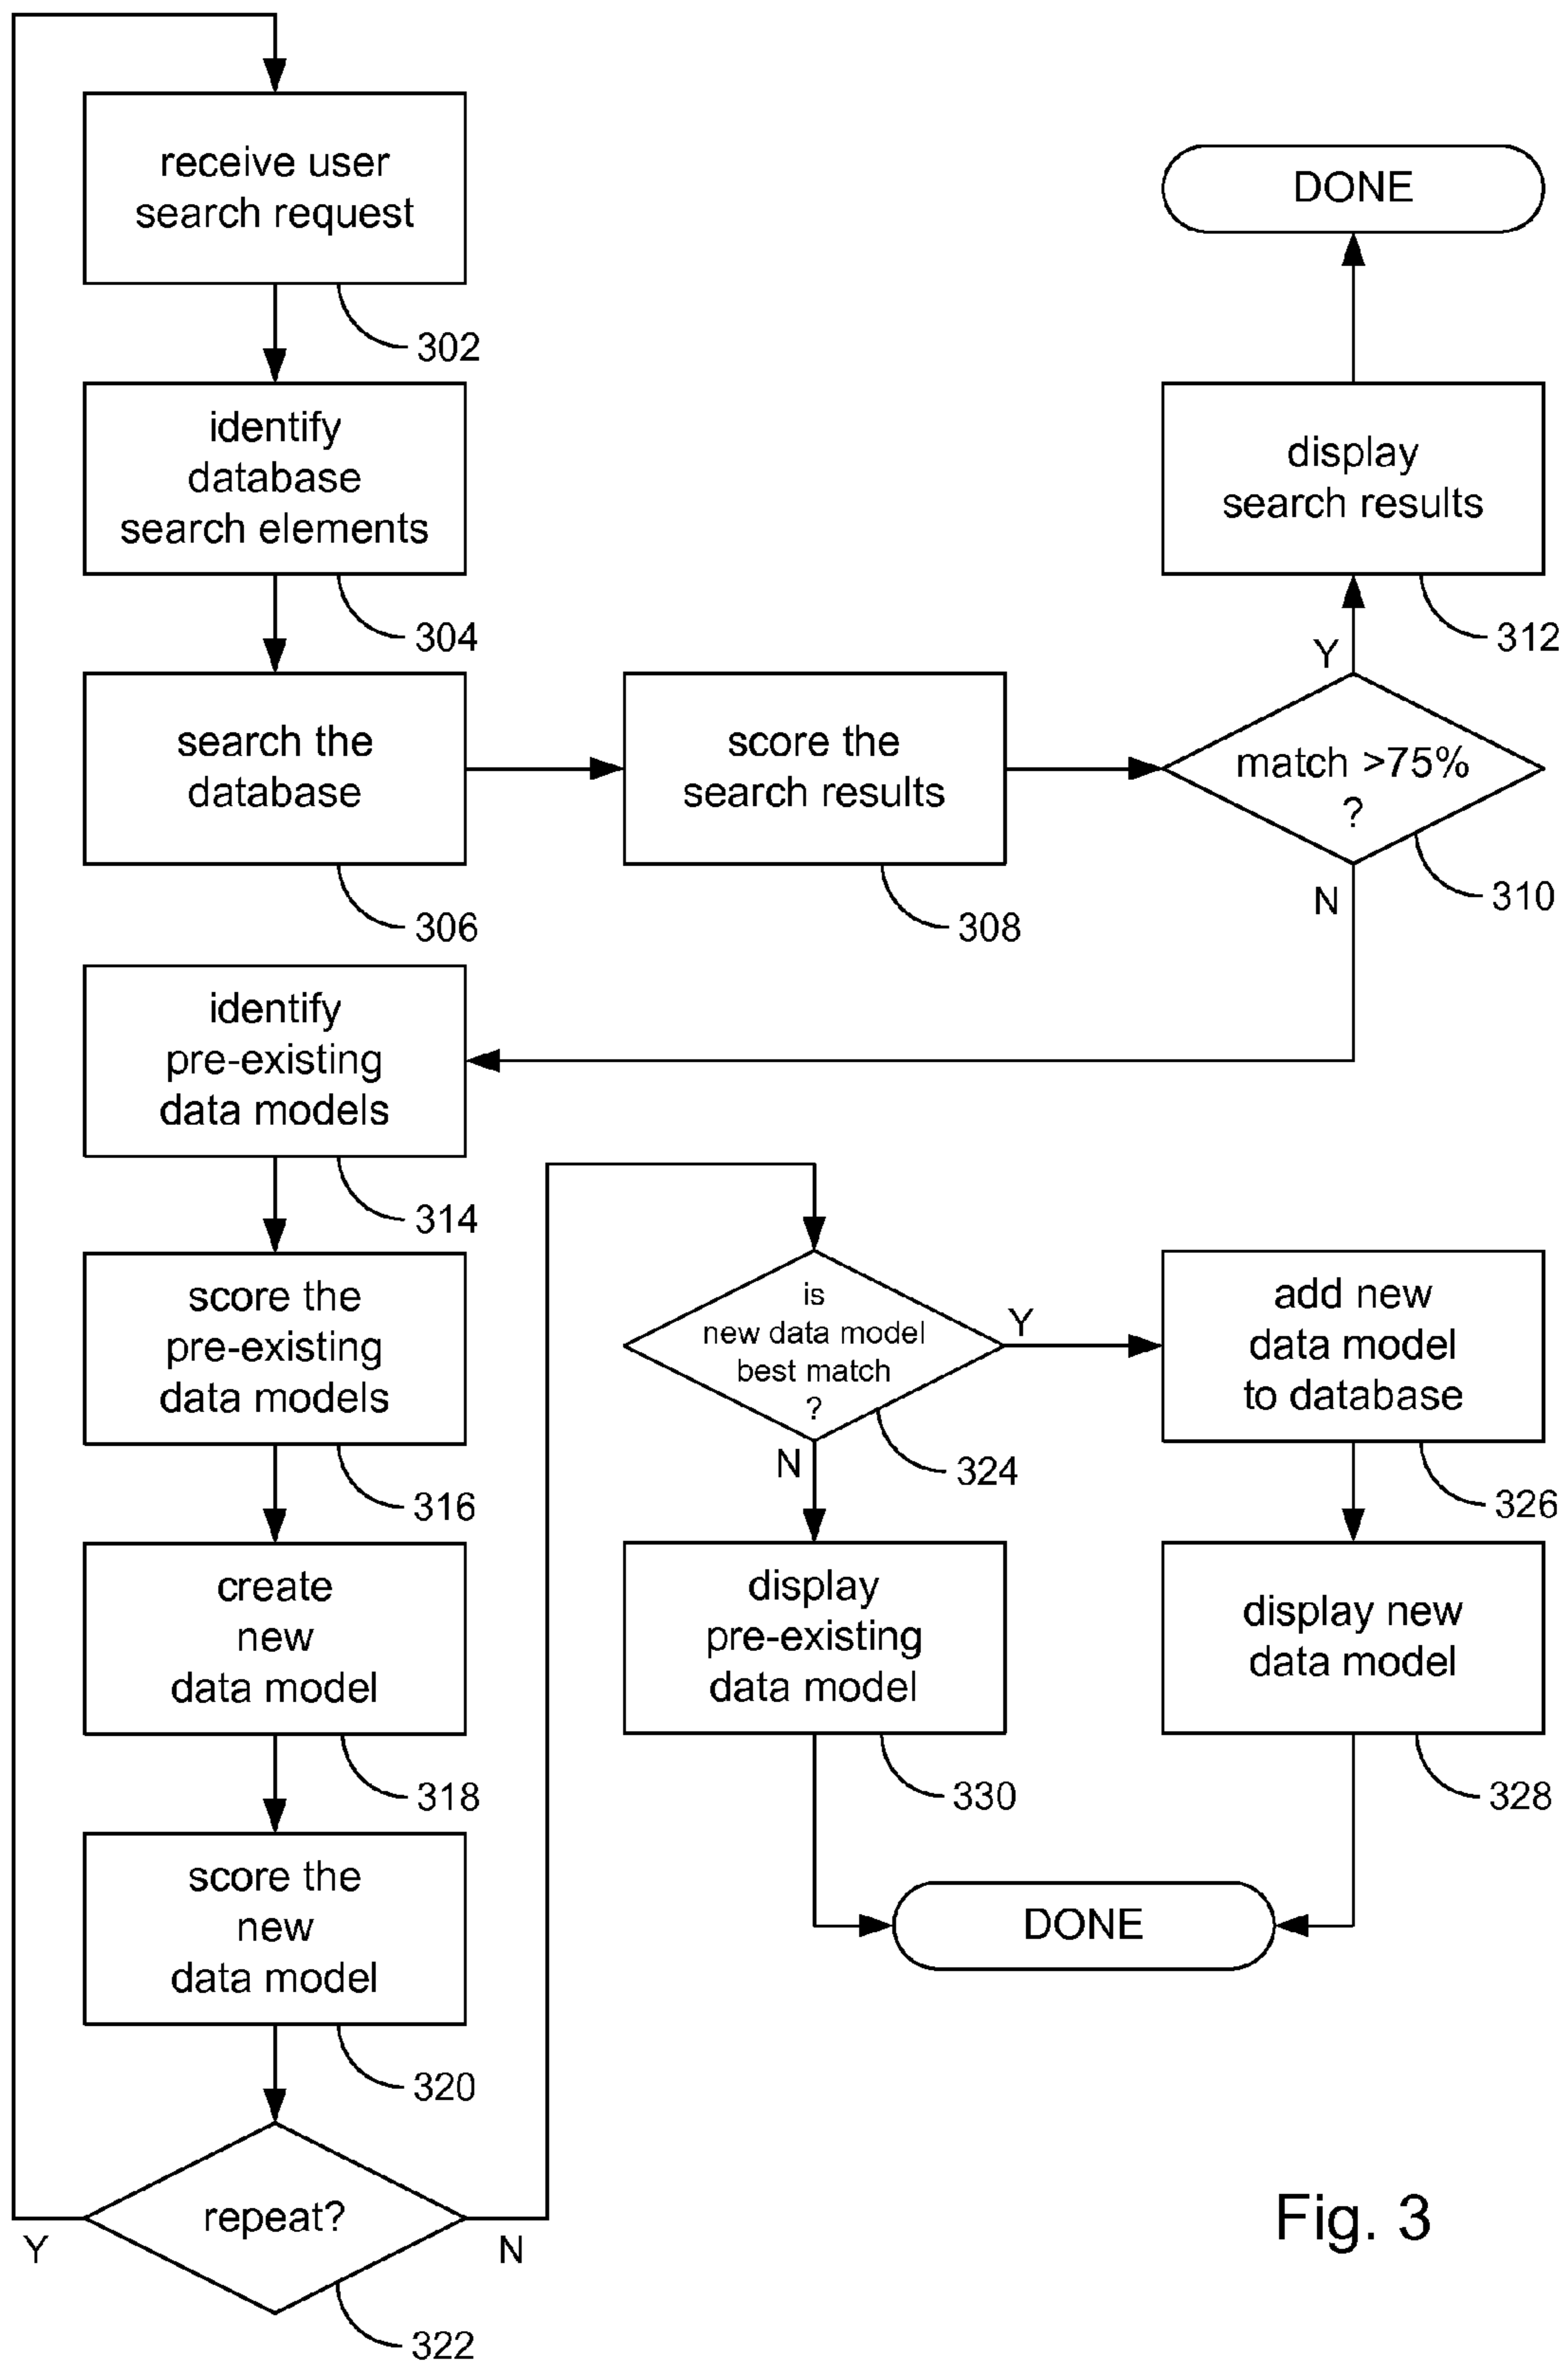 receive user
search request
302
identify
database
search elements
304
search the
database
306
score the
search results
308
match >75%
?
310
Y
N
display
search results
312
DONE
identify
pre-existing
data models
314
score the
pre-existing
data models
316
create
new
data model
318
score the
new
data model
320
repeat?
Y
N
322
is
new data model
best match
?
324
Y
N
add new
data model
to database
326
display new
data model
328
display
pre-existing
data model
330
DONE
Fig. 3